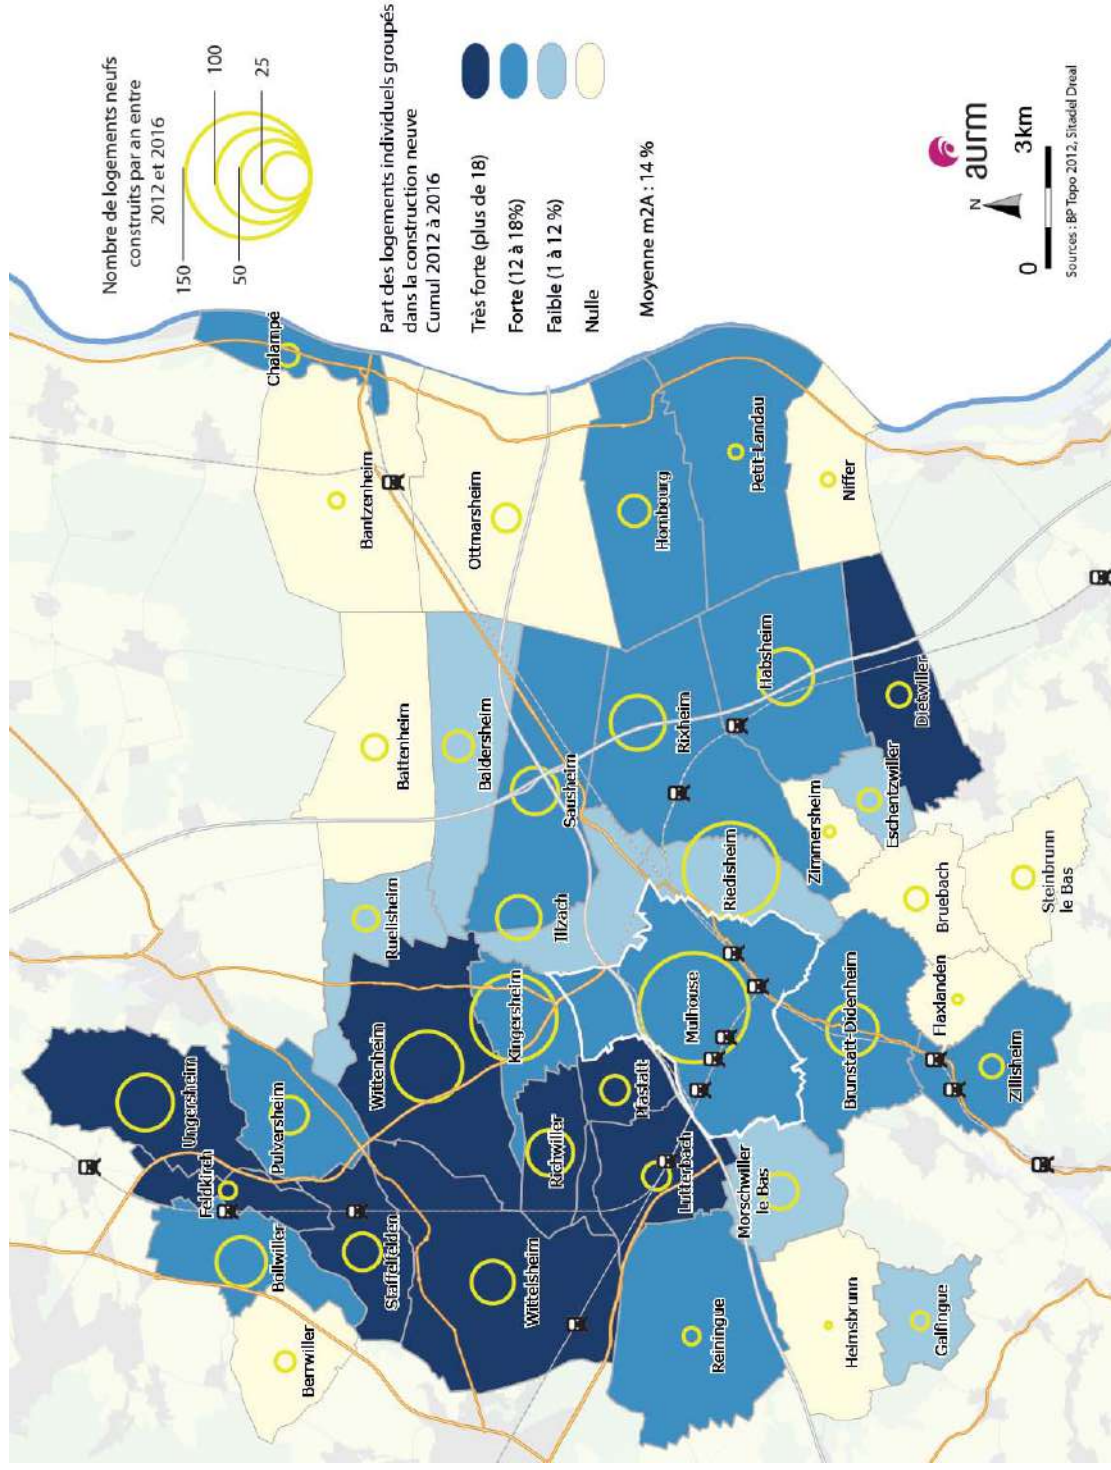 Nombre de logements neufs
construits par an entre
2012 et 2016
150
100
50
25
Part des logements individuels groupés
dans la construction neuve
Cumul 2012 à 2016
Très forte (plus de 18)
Forte (12 à 18%)
Faible (1 à 12 %)
Nulle
Moyenne m2A : 14 %
N
aurm
0
3km
Sources : BP Topo 2012, Sitadel Dreal
Ungersheim
Feldkirch
Pulversheim
Bollwiller
Berrwiller
Staffelfelden
Wittelsheim
Wittenheim
Ruelisheim
Battenheim
Bantzenheim
Chalampé
Baldersheim
Ottmarsheim
Sausheim
Illzach
Kingersheim
Richwiller
Pfastatt
Lutterbach
Reiningue
Morschwiller
le Bas
Mulhouse
Riedisheim
Rixheim
Hombourg
Petit-Landau
Niffer
Habsheim
Dietwiller
Eschentzwiller
Zimmersheim
Bruebach
Steinbrunn
le Bas
Flaxlanden
Brunstatt-Didenheim
Zillisheim
Heimsbrunn
Galfingue